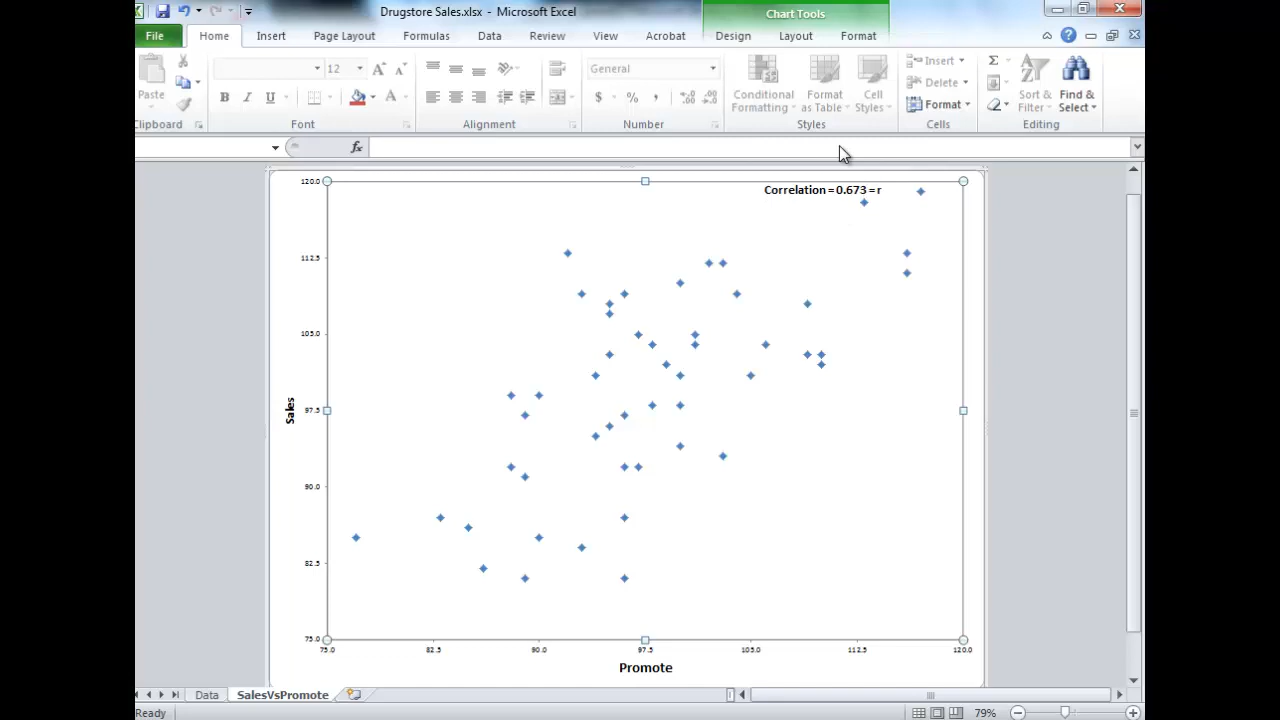 Drugstore Sales.xlsx - Microsoft Excel
Chart Tools
File Home Insert Page Layout Formulas Data Review View Acrobat Design Layout Format
Paste
12
General
Conditional Formatting
Format as Table
Cell Styles
Insert
Delete
Format
Sort & Filter
Find & Select
Clipboard Font Alignment Number Styles Cells Editing
fx
Correlation = 0.673 = r
120.0
112.5
105.0
97.5
90.0
82.5
75.0
Sales
75.0 82.5 90.0 97.5 105.0 112.5 120.0
Promote
Data SalesVsPromote
Ready
79%